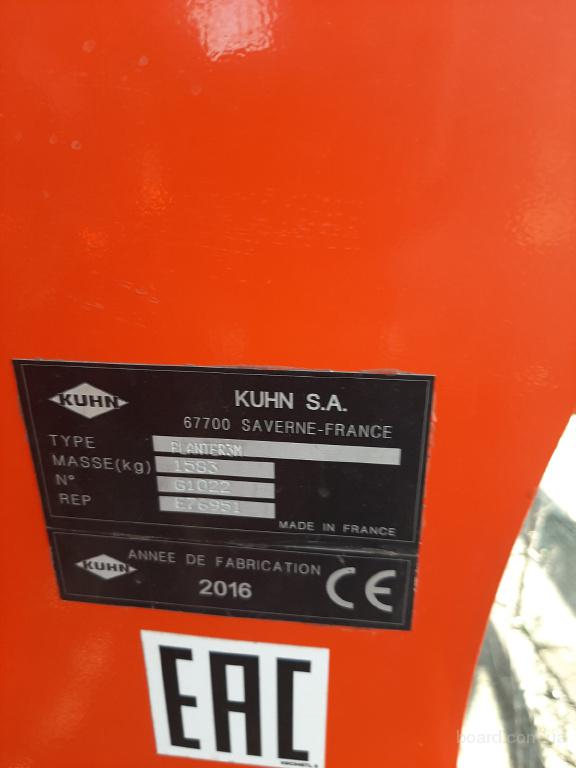 KUHN
KUHN S.A.
67700 SAVERNE-FRANCE
TYPE PLANTER3M
MASSE(kg) 1583
N° G1022
REP E76951
MADE IN FRANCE
KUHN
ANNEE DE FABRICATION
2016
CE
EAC
board.com.ua